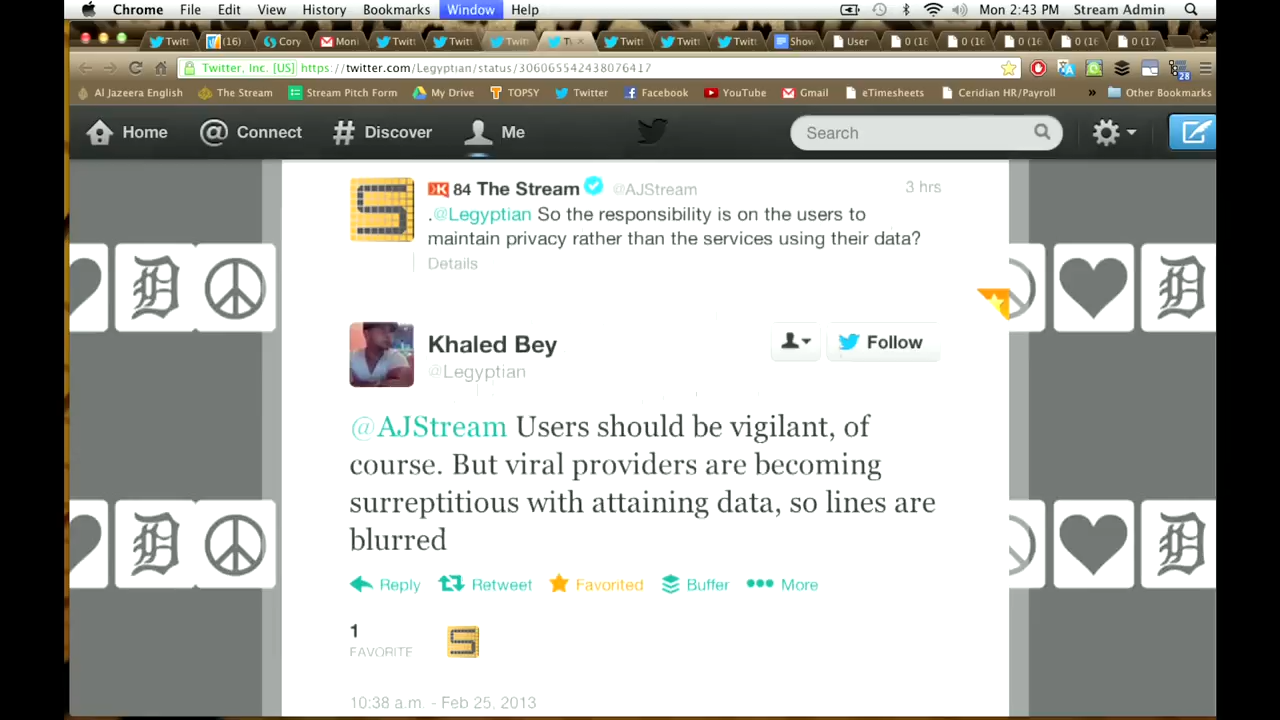 Chrome File Edit View History Bookmarks Window Help Mon 2:43 PM Stream Admin
Twitt (16) Cory Mon Twitt Twitt Twitt Tw Twitt Twitt Twitt Show User 0 (16 0 (16 0 (16 0 (16 0 (17
Twitter, Inc. [US] https://twitter.com/Legyptian/status/306065542438076417 28
Al Jazeera English The Stream Stream Pitch Form My Drive TOPSY Twitter Facebook YouTube Gmail eTimesheets Ceridian HR/Payroll » Other Bookmarks
Home @ Connect # Discover Me Search
84 The Stream @AJStream 3 hrs
.@Legyptian So the responsibility is on the users to
maintain privacy rather than the services using their data?
Details
Khaled Bey Follow
@Legyptian
@AJStream Users should be vigilant, of
course. But viral providers are becoming
surreptitious with attaining data, so lines are
blurred
Reply Retweet Favorited Buffer More
1
FAVORITE
10:38 a.m. - Feb 25, 2013